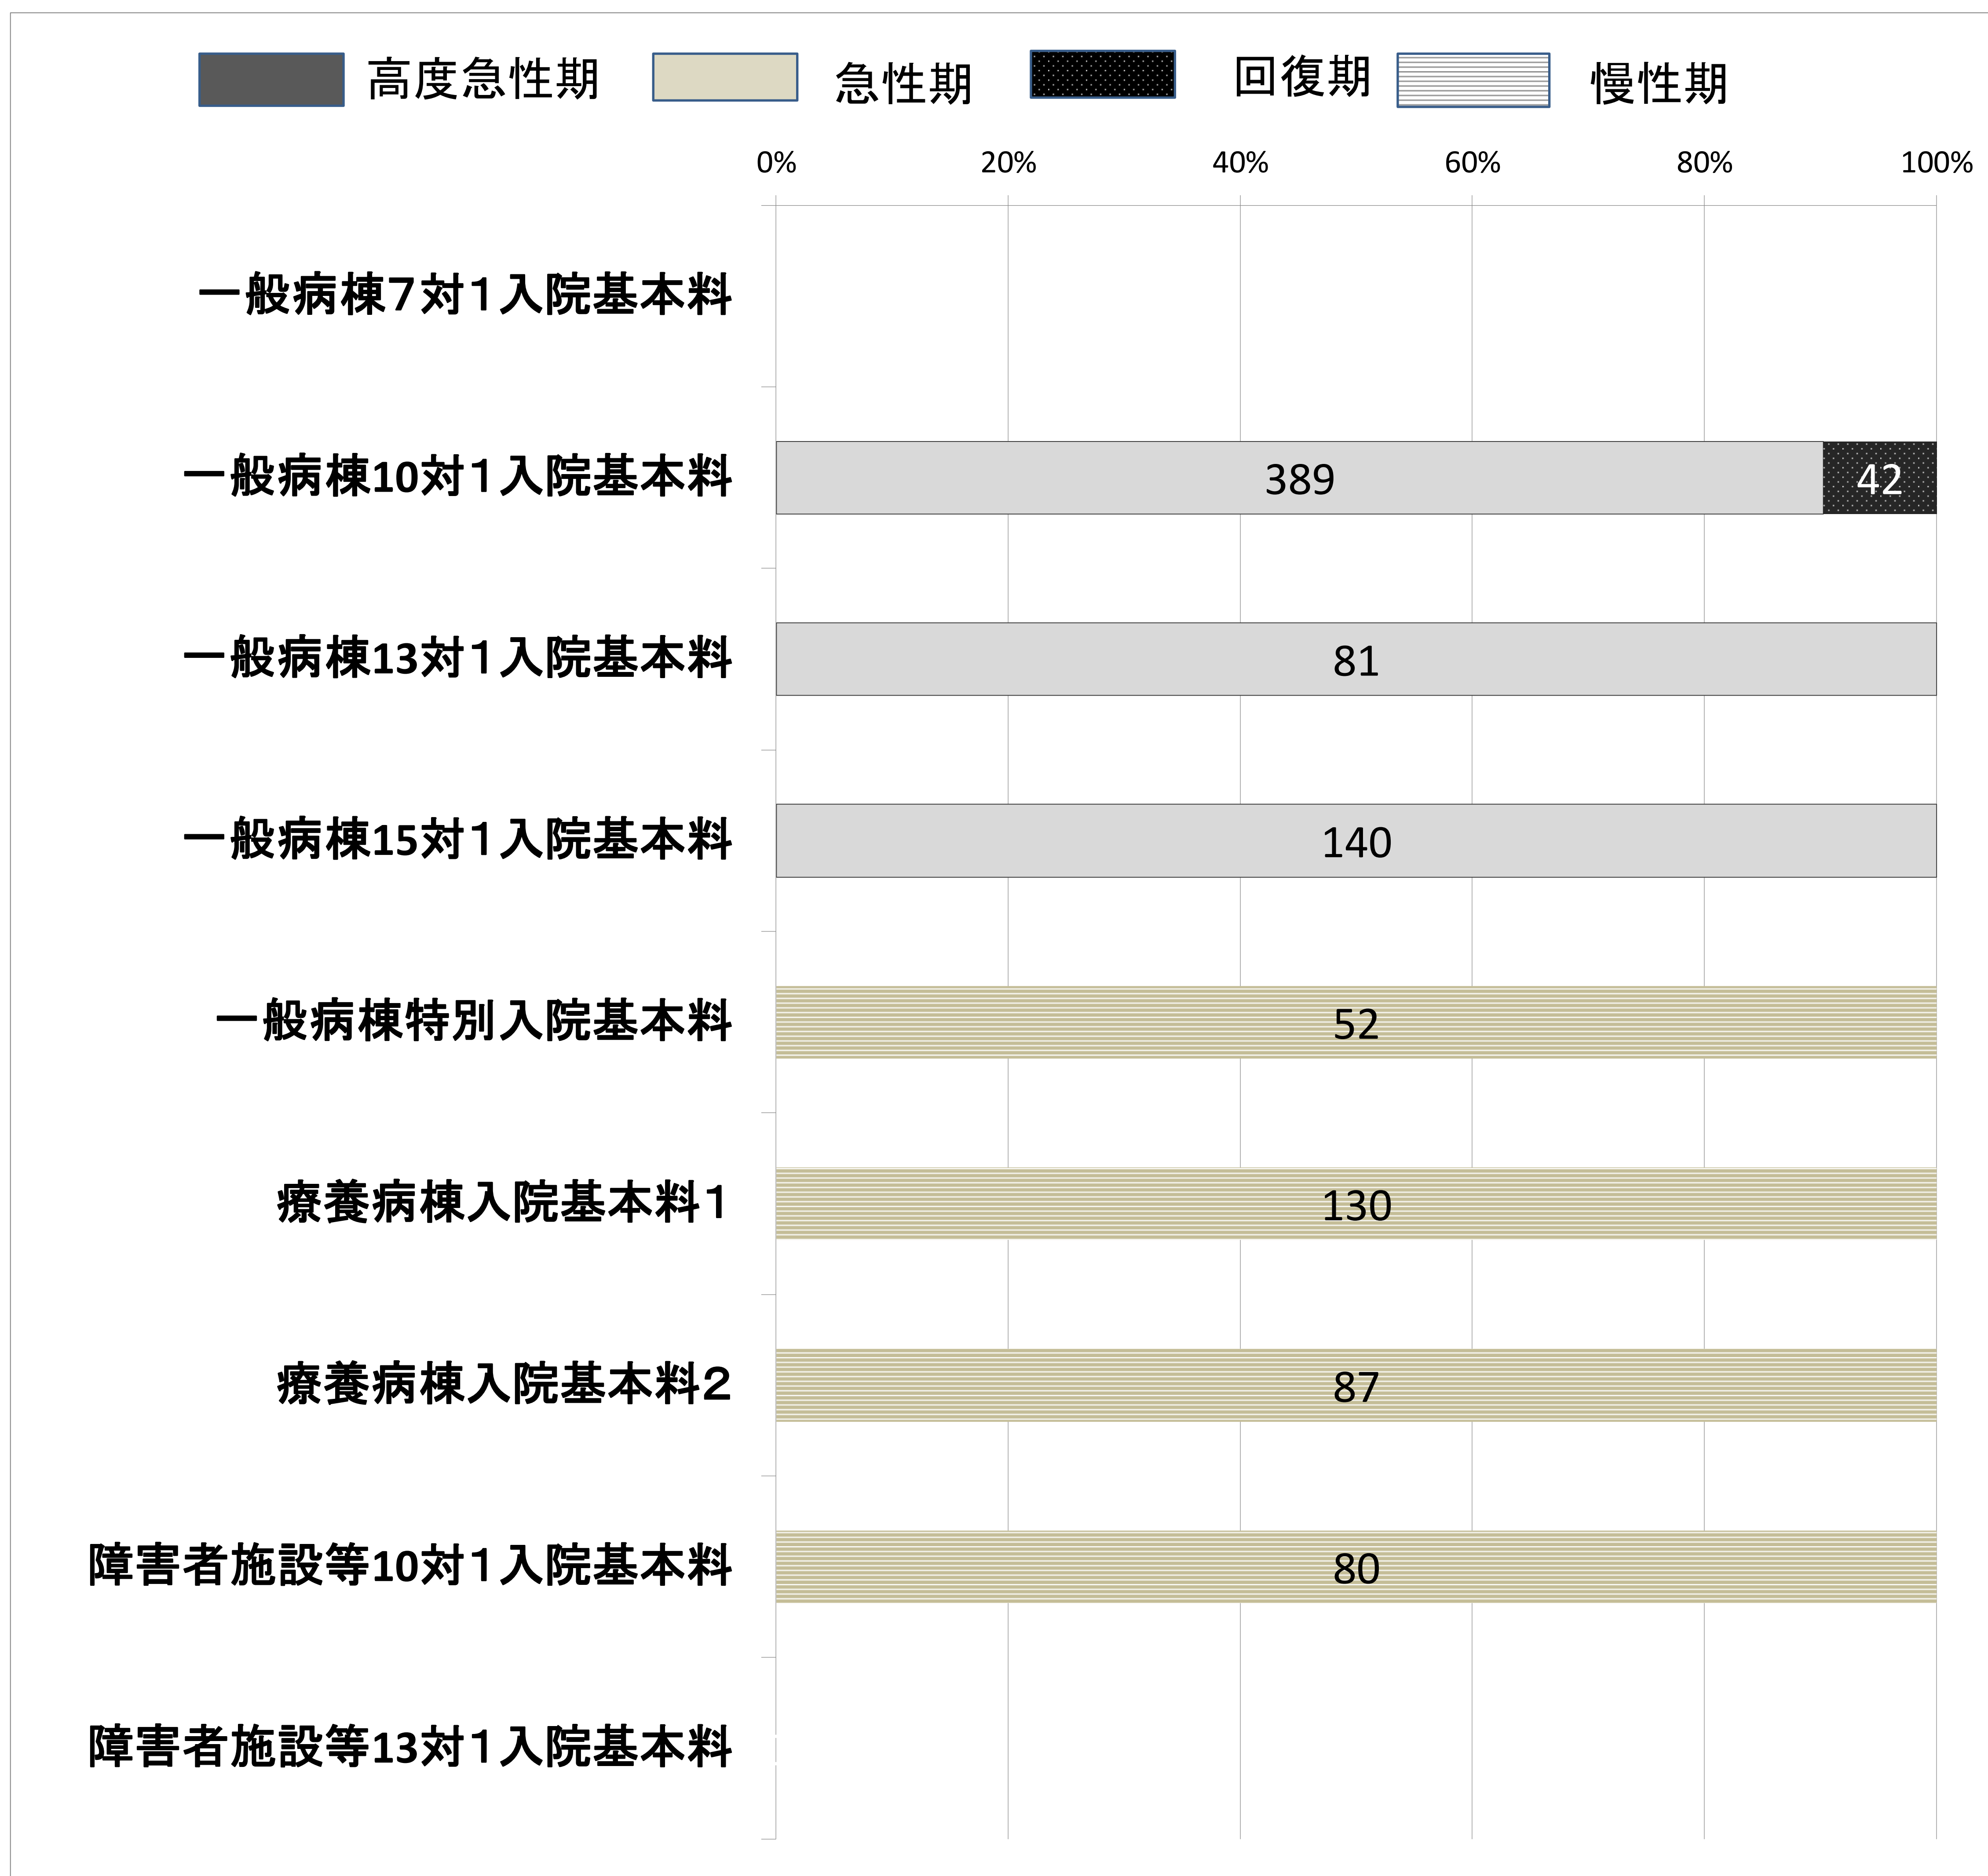 高度急性期 急性期 回復期 慢性期
0% 20% 40% 60% 80% 100%
一般病棟７対１入院基本料
一般病棟10対１入院基本料 389 42
一般病棟13対１入院基本料 81
一般病棟15対１入院基本料 140
一般病棟特別入院基本料 52
療養病棟入院基本料１ 130
療養病棟入院基本料２ 87
障害者施設等10対１入院基本料 80
障害者施設等13対１入院基本料